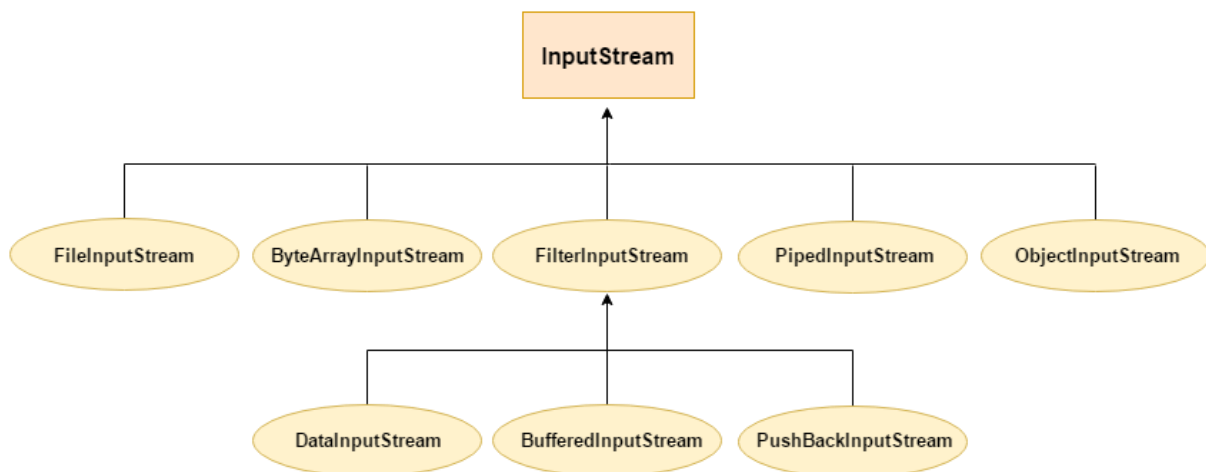 InputStream
FileInputStream
ByteArrayInputStream
FilterInputStream
PipedInputStream
ObjectInputStream
DataInputStream
BufferedInputStream
PushBackInputStream